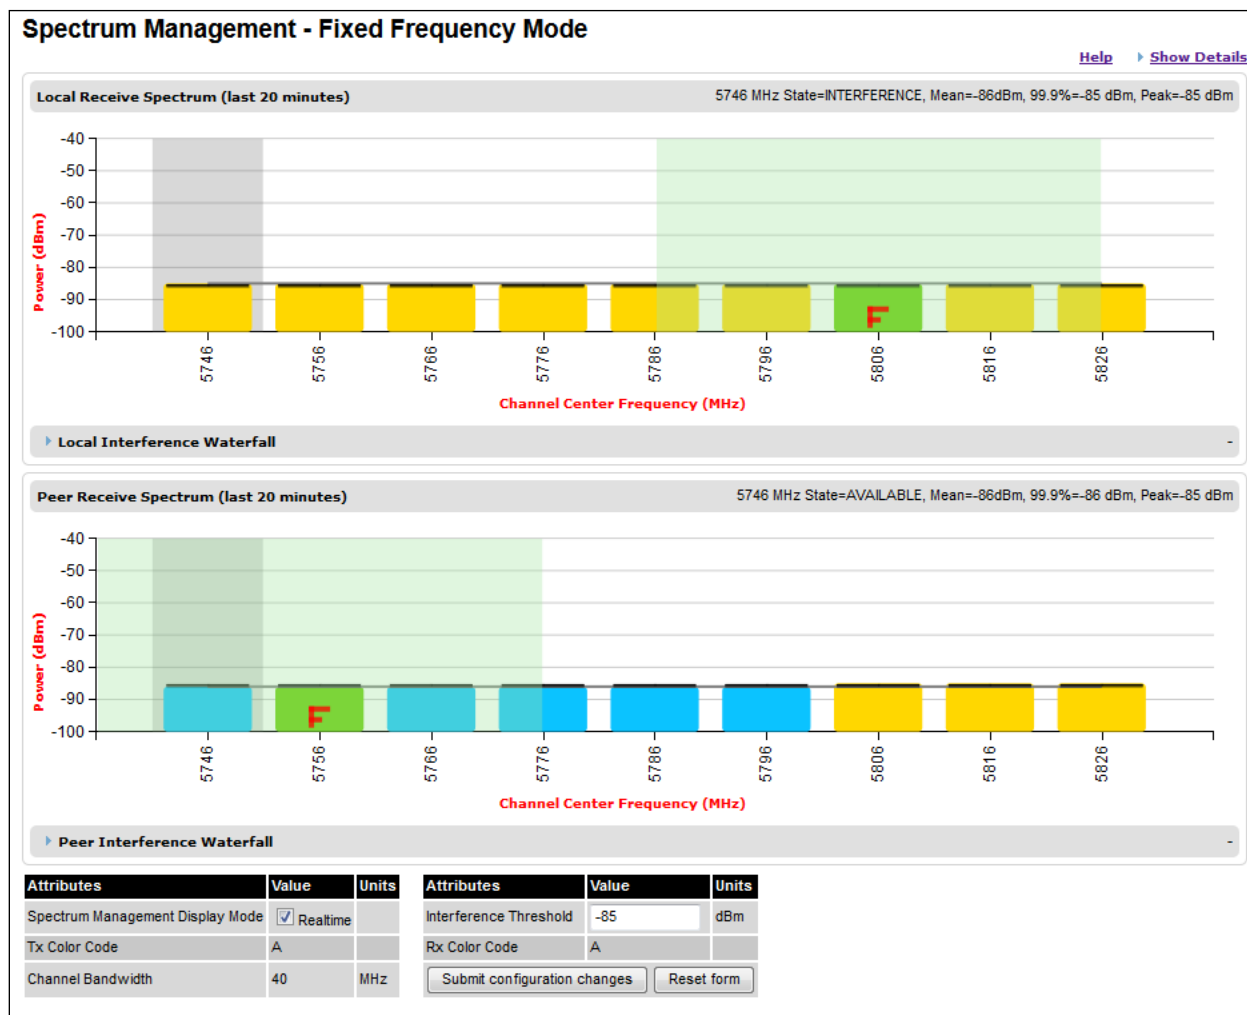 Spectrum Management - Fixed Frequency Mode
Help Show Details
Local Receive Spectrum (last 20 minutes) 5746 MHz State=INTERFERENCE, Mean=-86dBm, 99.9%=-85 dBm, Peak=-85 dBm
Power (dBm)
-40
-50
-60
-70
-80
-90
-100
F
5746 5756 5766 5776 5786 5796 5806 5816 5826
Channel Center Frequency (MHz)
Local Interference Waterfall -
Peer Receive Spectrum (last 20 minutes) 5746 MHz State=AVAILABLE, Mean=-86dBm, 99.9%=-86 dBm, Peak=-85 dBm
Power (dBm)
-40
-50
-60
-70
-80
-90
-100
F
5746 5756 5766 5776 5786 5796 5806 5816 5826
Channel Center Frequency (MHz)
Peer Interference Waterfall -
Attributes Value Units Attributes Value Units
Spectrum Management Display Mode Realtime Interference Threshold -85 dBm
Tx Color Code A Rx Color Code A
Channel Bandwidth 40 MHz Submit configuration changes Reset form